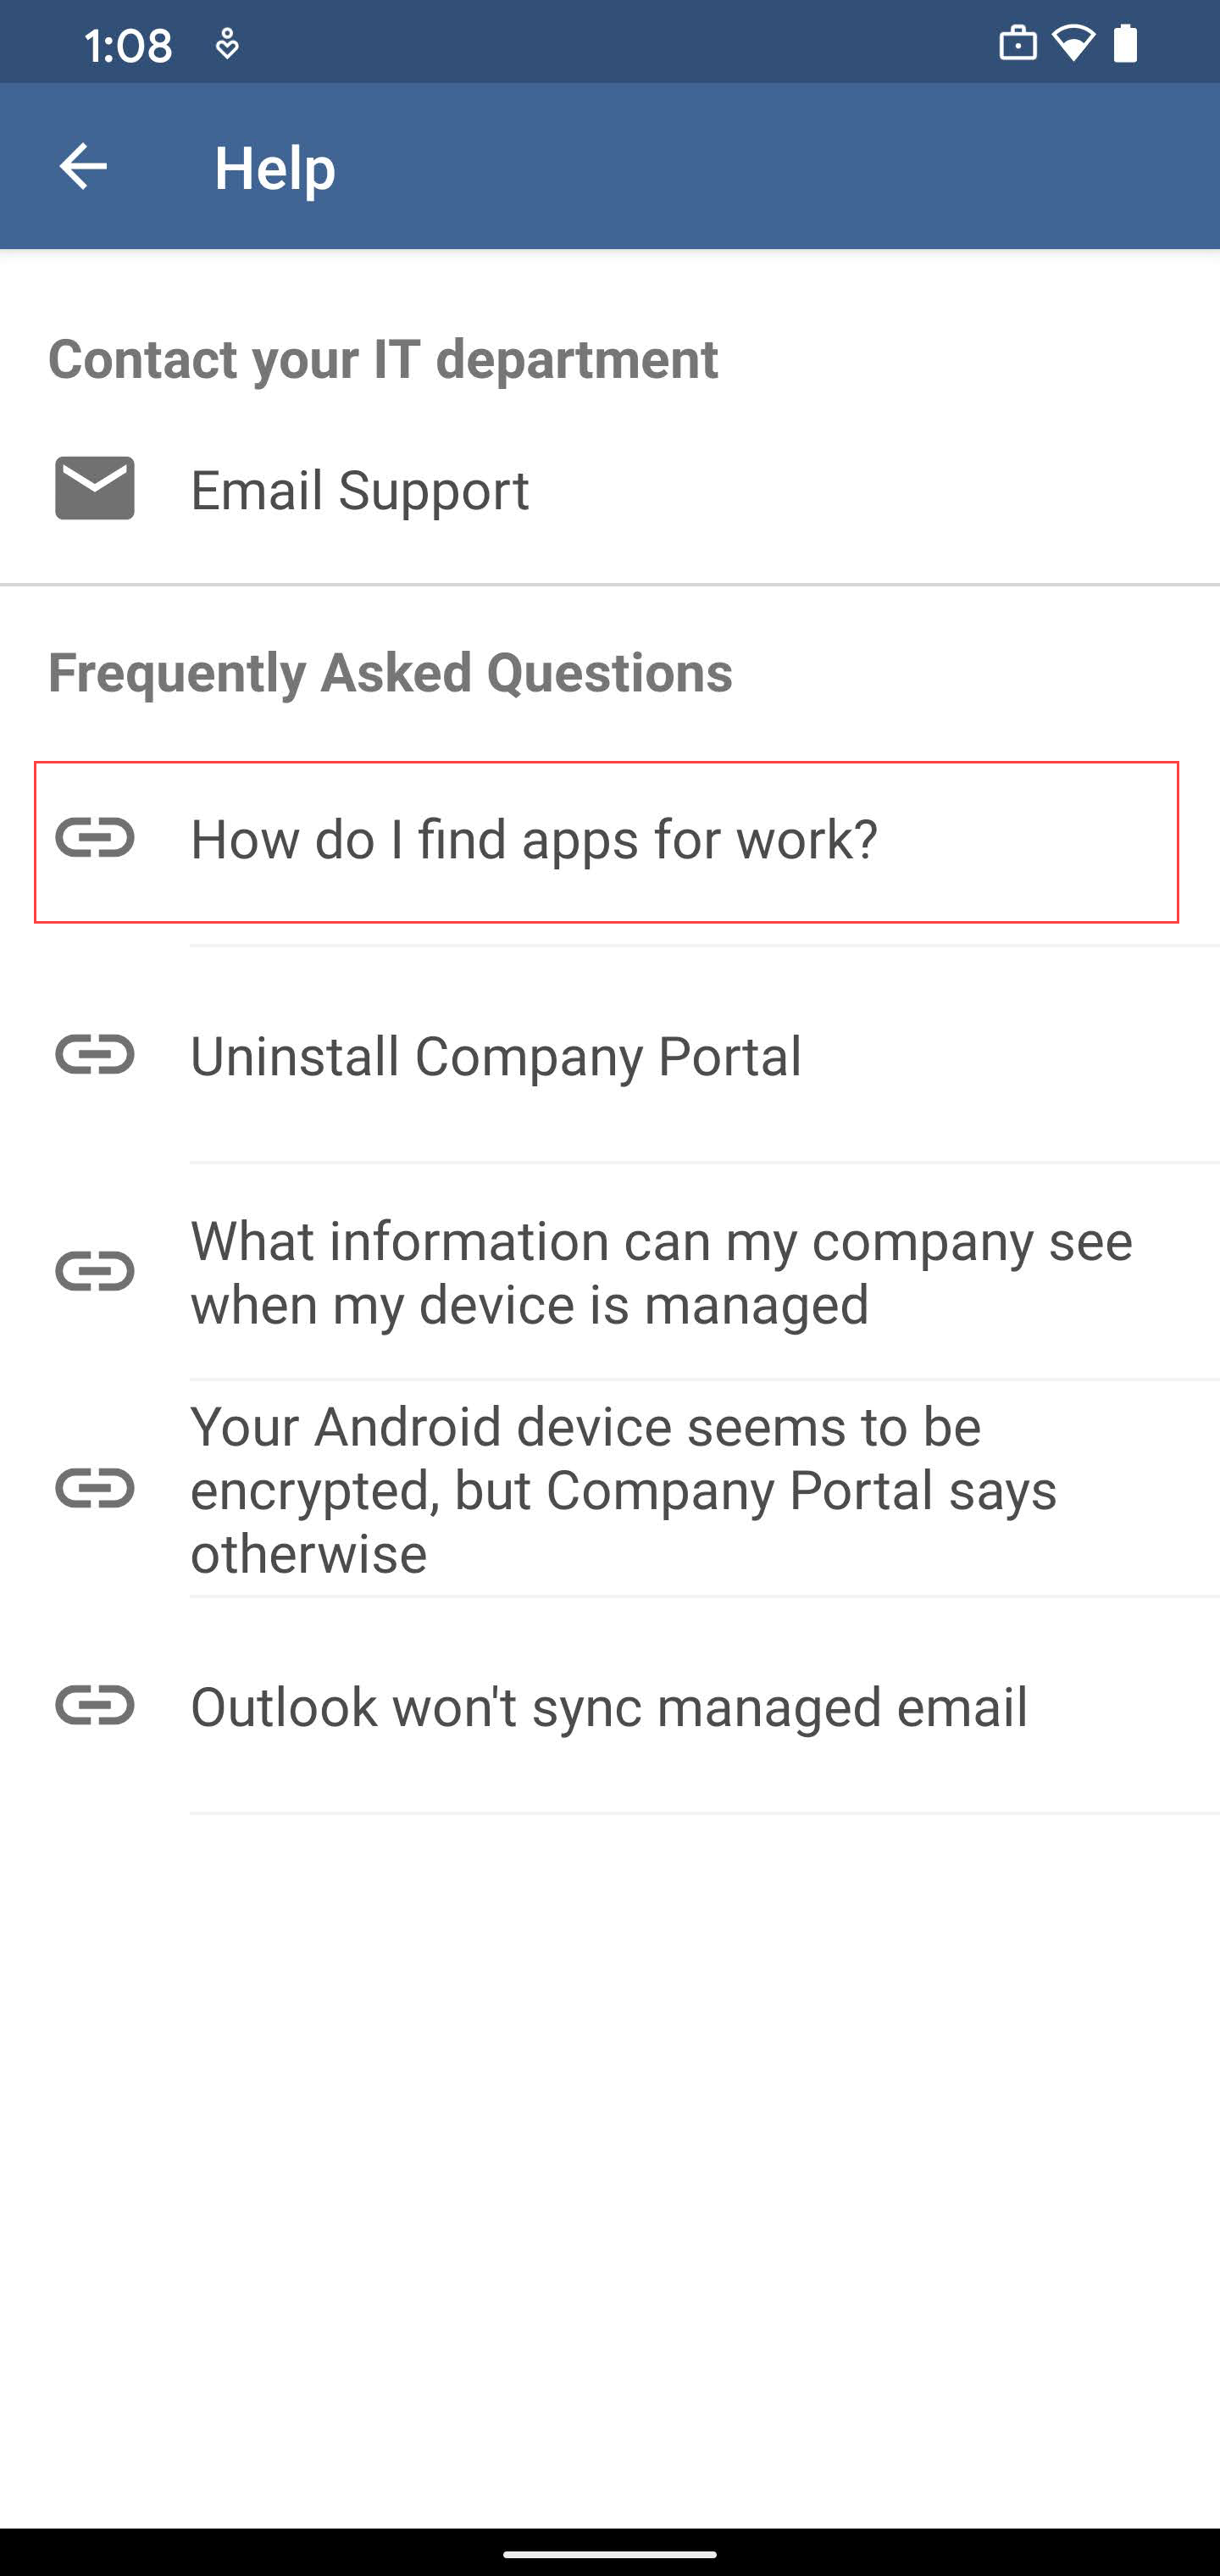 1:08
Help
Contact your IT department
Email Support
Frequently Asked Questions
How do I find apps for work?
Uninstall Company Portal
What information can my company see
when my device is managed
Your Android device seems to be
encrypted, but Company Portal says
otherwise
Outlook won't sync managed email